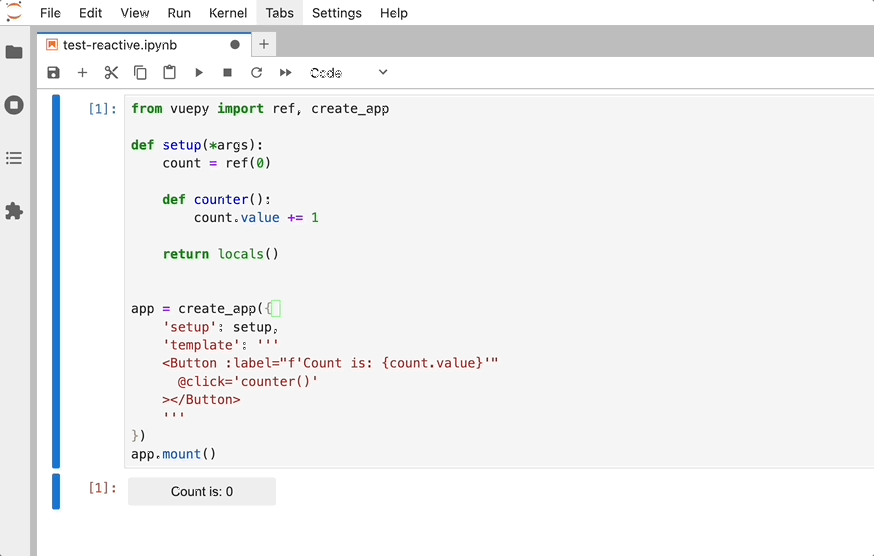 File Edit View Run Kernel Tabs Settings Help
test-reactive.ipynb
Code
[1]:
from vuepy import ref, create_app
def setup(*args):
    count = ref(0)
    def counter():
        count.value += 1
    return locals()
app = create_app({
    'setup': setup,
    'template': '''
    <Button :label="f'Count is: {count.value}'"
      @click='counter()'
    ></Button>
    '''
})
app.mount()
[1]:
Count is: 0